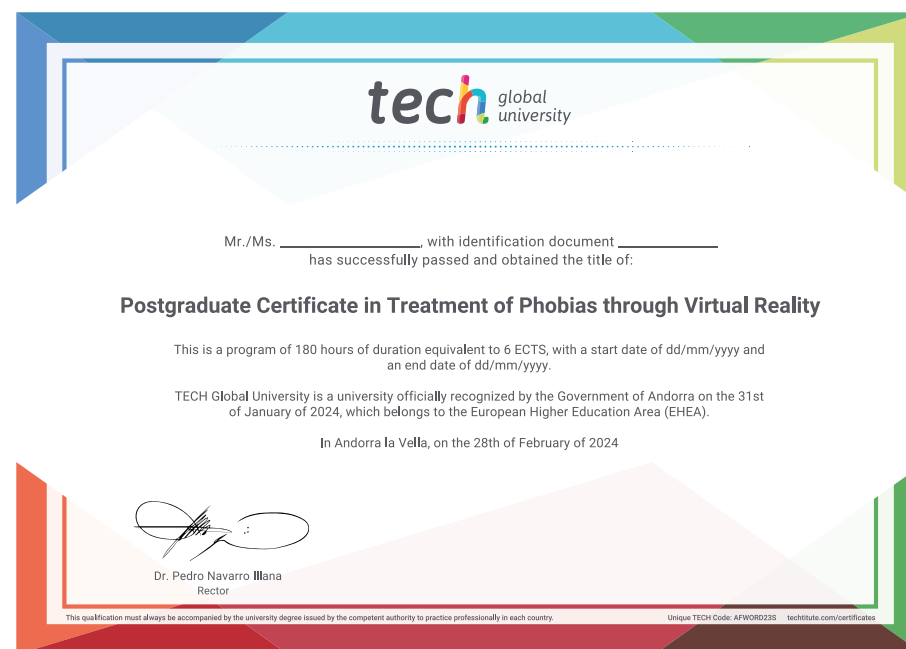 tech global university
Mr./Ms. ____________________, with identification document ______________
has successfully passed and obtained the title of:
Postgraduate Certificate in Treatment of Phobias through Virtual Reality
This is a program of 180 hours of duration equivalent to 6 ECTS, with a start date of dd/mm/yyyy and
an end date of dd/mm/yyyy.
TECH Global University is a university officially recognized by the Government of Andorra on the 31st
of January of 2024, which belongs to the European Higher Education Area (EHEA).
In Andorra la Vella, on the 28th of February of 2024
Dr. Pedro Navarro Illana
Rector
This qualification must always be accompanied by the university degree issued by the competent authority to practice professionally in each country.
Unique TECH Code: AFWORD23S techtitute.com/certificates